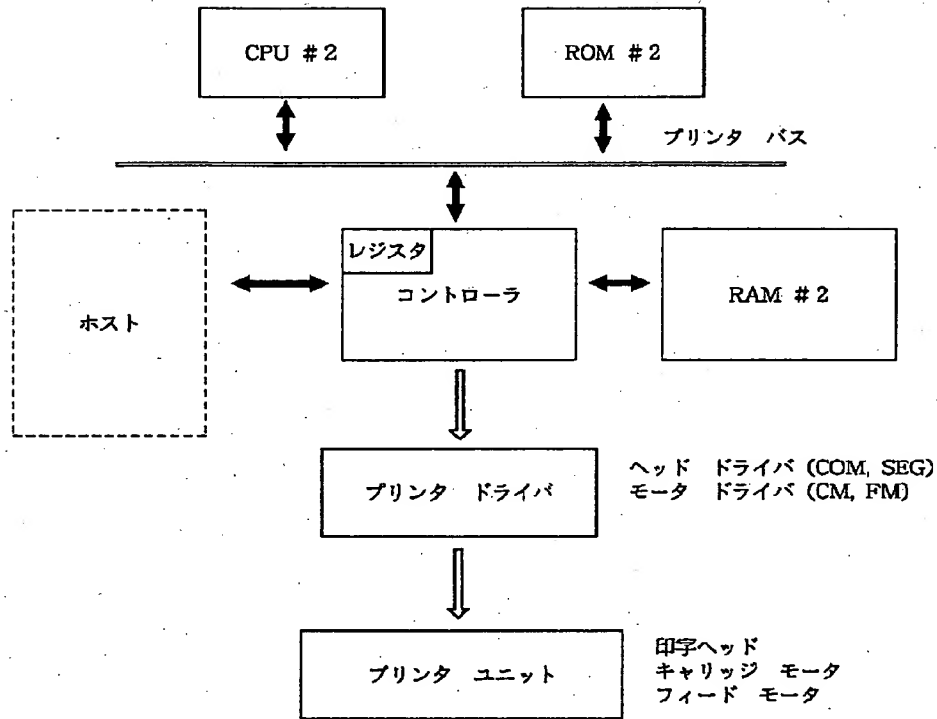 CPU #2
ROM #2
プリンタ バス
レジスタ
コントローラ
ホスト
RAM #2
プリンタ ドライバ
ヘッド ドライバ (COM, SEG)
モータ ドライバ (CM, FM)
プリンタ ユニット
印字ヘッド
キャリッジ モータ
フィード モータ